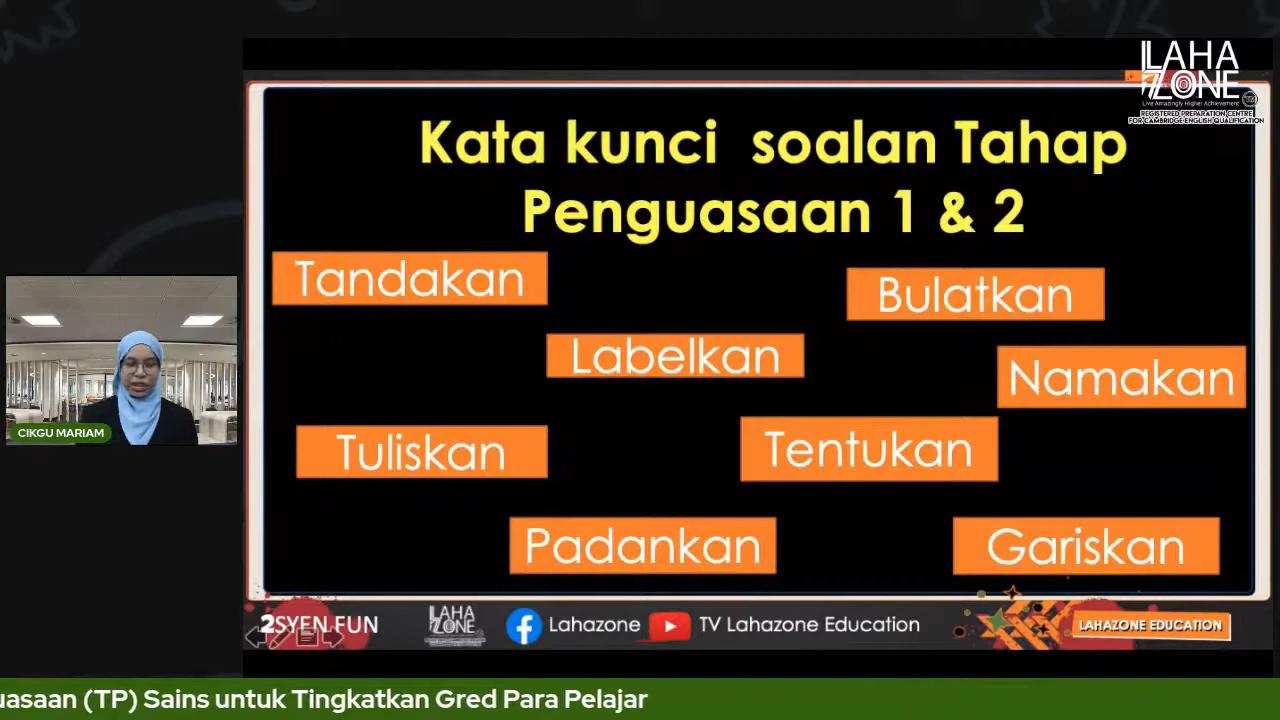 LAHA
ZONE
Live Amazingly Higher Achievement
REGISTERED PREPARATION CENTRE
FOR CAMBRIDGE ENGLISH QUALIFICATION
Kata kunci soalan Tahap
Penguasaan 1 & 2
Tandakan
Bulatkan
Labelkan
Namakan
Tuliskan
Tentukan
Padankan
Gariskan
CIKGU MARIAM
2SYEN FUN
LAHA
ZONE
Lahazone
TV Lahazone Education
LAHAZONE EDUCATION
uasaan (TP) Sains untuk Tingkatkan Gred Para Pelajar